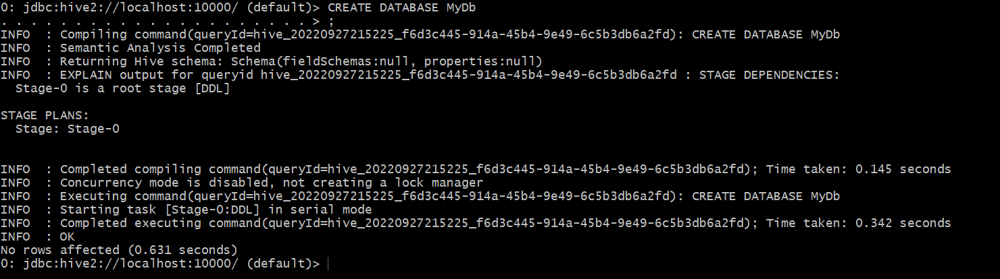 0: jdbc:hive2://localhost:10000/ (default)> CREATE DATABASE MyDb
. . . . . . . . . . . . . . . . . . . . . > ;
INFO  : Compiling command(queryId=hive_20220927215225_f6d3c445-914a-45b4-9e49-6c5b3db6a2fd): CREATE DATABASE MyDb
INFO  : Semantic Analysis Completed
INFO  : Returning Hive schema: Schema(fieldSchemas:null, properties:null)
INFO  : EXPLAIN output for queryid hive_20220927215225_f6d3c445-914a-45b4-9e49-6c5b3db6a2fd : STAGE DEPENDENCIES:
  Stage-0 is a root stage [DDL]

STAGE PLANS:
  Stage: Stage-0

INFO  : Completed compiling command(queryId=hive_20220927215225_f6d3c445-914a-45b4-9e49-6c5b3db6a2fd); Time taken: 0.145 seconds
INFO  : Concurrency mode is disabled, not creating a lock manager
INFO  : Executing command(queryId=hive_20220927215225_f6d3c445-914a-45b4-9e49-6c5b3db6a2fd): CREATE DATABASE MyDb
INFO  : Starting task [Stage-0:DDL] in serial mode
INFO  : Completed executing command(queryId=hive_20220927215225_f6d3c445-914a-45b4-9e49-6c5b3db6a2fd); Time taken: 0.342 seconds
INFO  : OK
No rows affected (0.631 seconds)
0: jdbc:hive2://localhost:10000/ (default)>